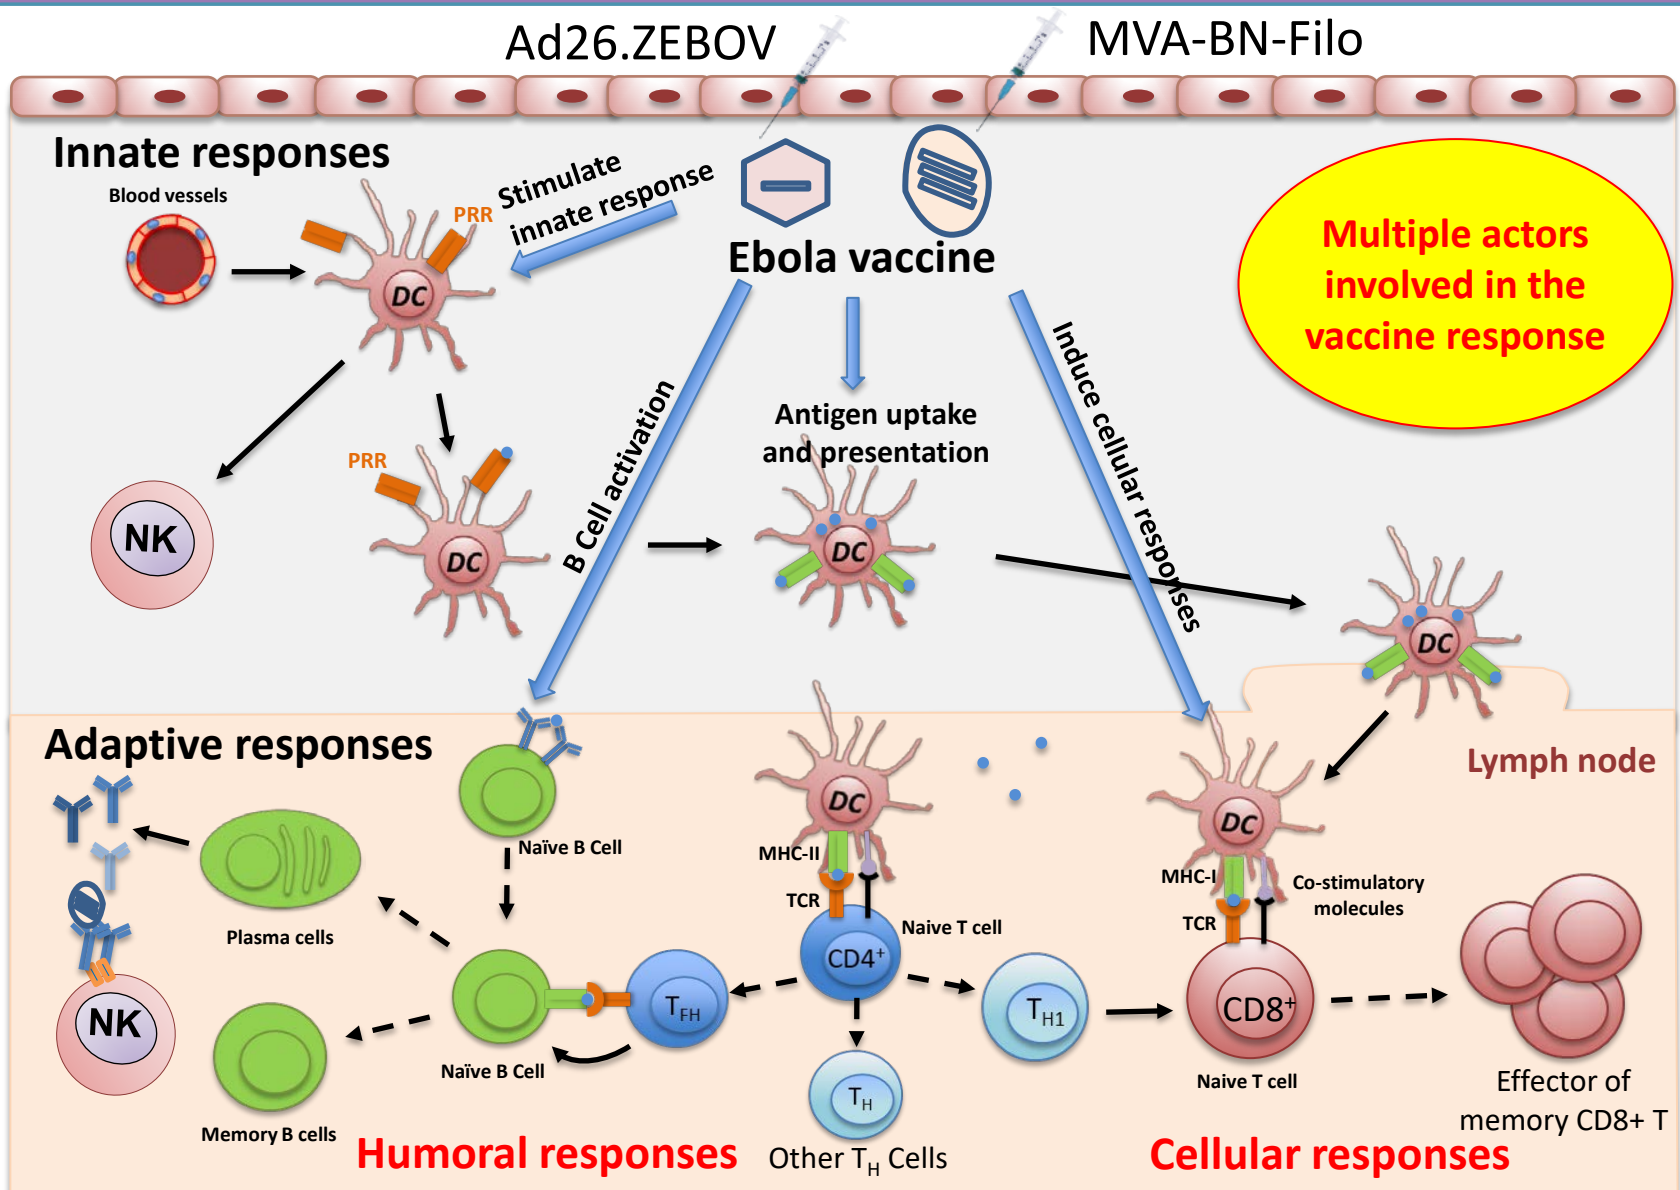 Ad26.ZEBOV
MVA-BN-Filo
Innate responses
Blood vessels
PRR
Stimulate
innate response
DC
Ebola vaccine
Multiple actors
involved in the
vaccine response
Induce cellular responses
B Cell activation
Antigen uptake
and presentation
PRR
NK
DC
DC
DC
Adaptive responses
Lymph node
DC
DC
Naïve B Cell
MHC-II
TCR
MHC-I
TCR
Co-stimulatory
molecules
Plasma cells
Naive T cell
CD4⁺
NK
T_FH
T_H1
CD8⁺
Naïve B Cell
Naive T cell
T_H
Memory B cells
Effector of
memory CD8+ T
Humoral responses
Other T_H Cells
Cellular responses